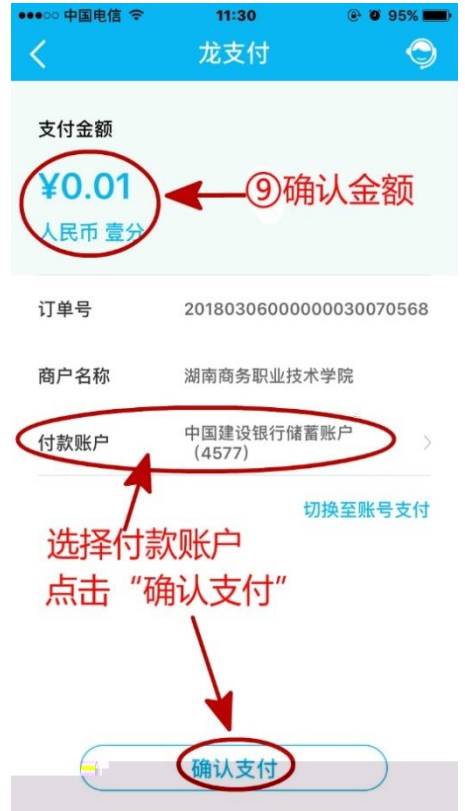 中国电信 11:30 95%
龙支付
支付金额
¥0.01
⑨确认金额
人民币 壹分
订单号 20180306000000030070568
商户名称 湖南商务职业技术学院
付款账户 中国建设银行储蓄账户
(4577)
切换至账号支付
选择付款账户
点击“确认支付”
确认支付